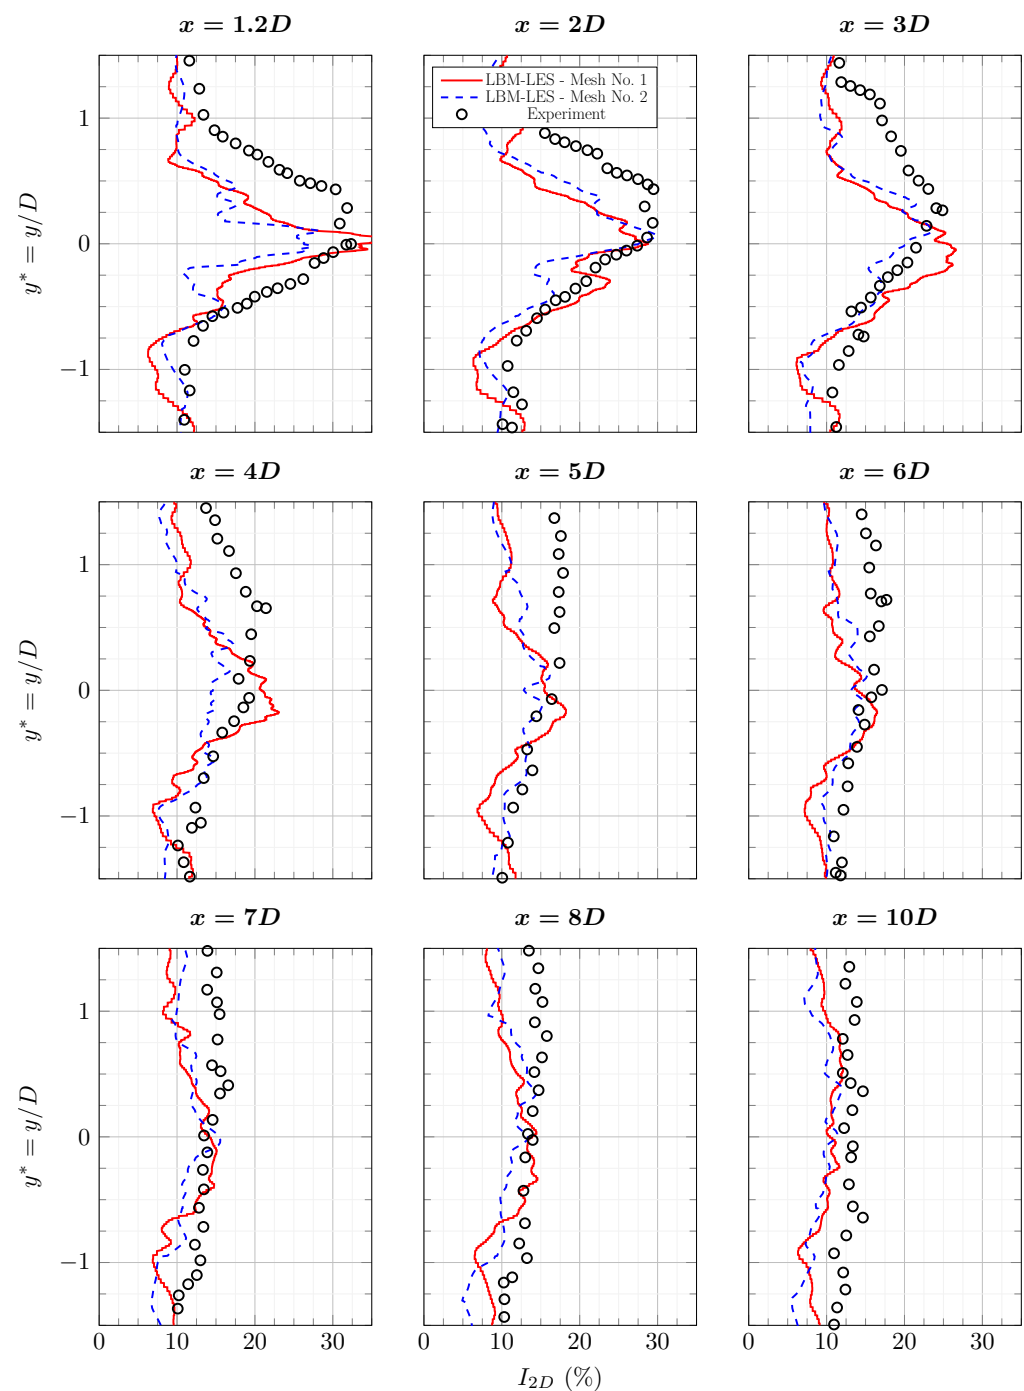 x = 1.2D
x = 2D
x = 3D
LBM-LES - Mesh No. 1
LBM-LES - Mesh No. 2
Experiment
1
0
−1
y* = y/D
x = 4D
x = 5D
x = 6D
1
0
−1
y* = y/D
x = 7D
x = 8D
x = 10D
1
0
−1
y* = y/D
0 10 20 30 0 10 20 30 0 10 20 30
I2D (%)